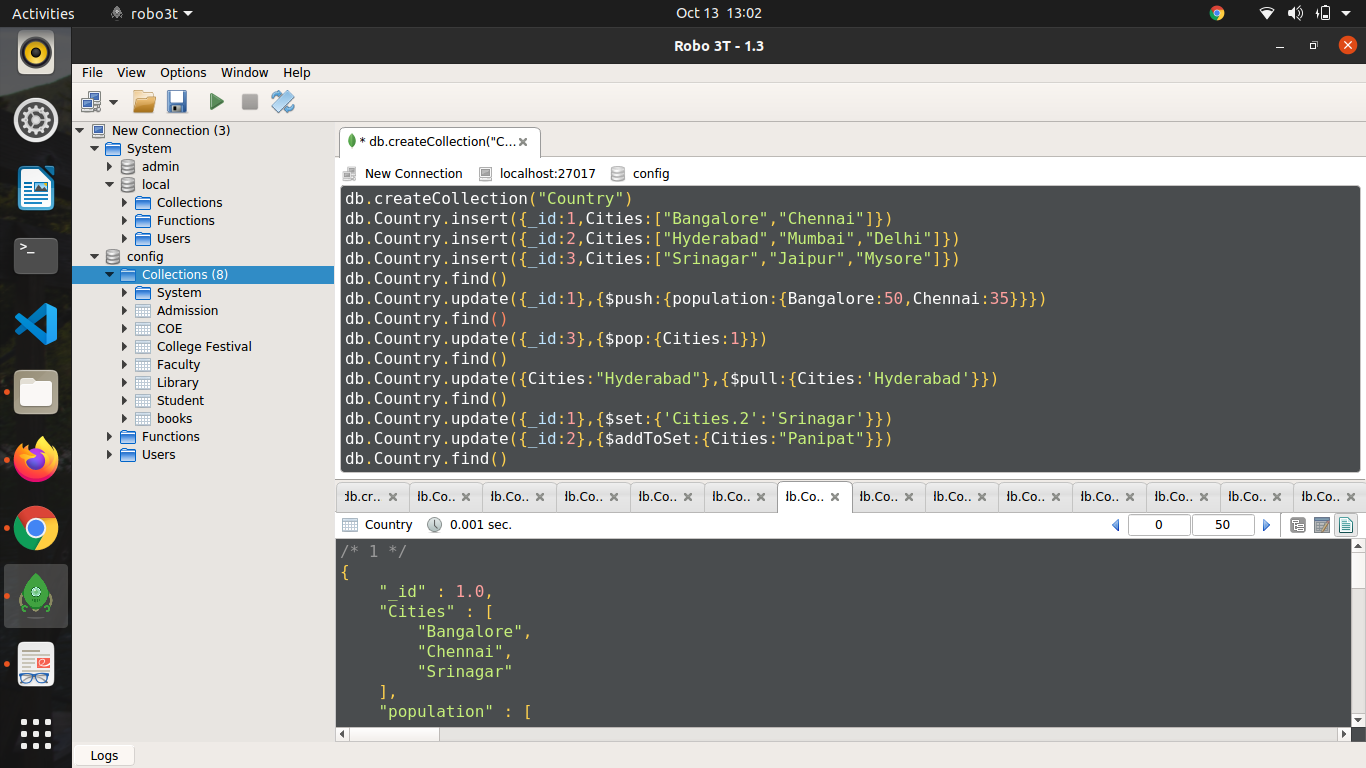 Activities
robo3t
Oct 13 13:02
Robo 3T - 1.3
File View Options Window Help
New Connection (3)
System
admin
local
Collections
Functions
Users
config
Collections (8)
System
Admission
COE
College Festival
Faculty
Library
Student
books
Functions
Users
* db.createCollection("C...
New Connection localhost:27017 config
db.createCollection("Country")
db.Country.insert({_id:1,Cities:["Bangalore","Chennai"]})
db.Country.insert({_id:2,Cities:["Hyderabad","Mumbai","Delhi"]})
db.Country.insert({_id:3,Cities:["Srinagar","Jaipur","Mysore"]})
db.Country.find()
db.Country.update({_id:1},{$push:{population:{Bangalore:50,Chennai:35}}})
db.Country.find()
db.Country.update({_id:3},{$pop:{Cities:1}})
db.Country.find()
db.Country.update({Cities:"Hyderabad"},{$pull:{Cities:'Hyderabad'}})
db.Country.find()
db.Country.update({_id:1},{$set:{'Cities.2':'Srinagar'}})
db.Country.update({_id:2},{$addToSet:{Cities:"Panipat"}})
db.Country.find()
db.cr.. db.Co.. db.Co.. db.Co.. db.Co.. db.Co.. db.Co.. db.Co.. db.Co.. db.Co.. db.Co.. db.Co.. db.Co.. db.Co..
Country 0.001 sec. 0 50
/* 1 */
{
"_id" : 1.0,
"Cities" : [
"Bangalore",
"Chennai",
"Srinagar"
],
"population" : [
Logs